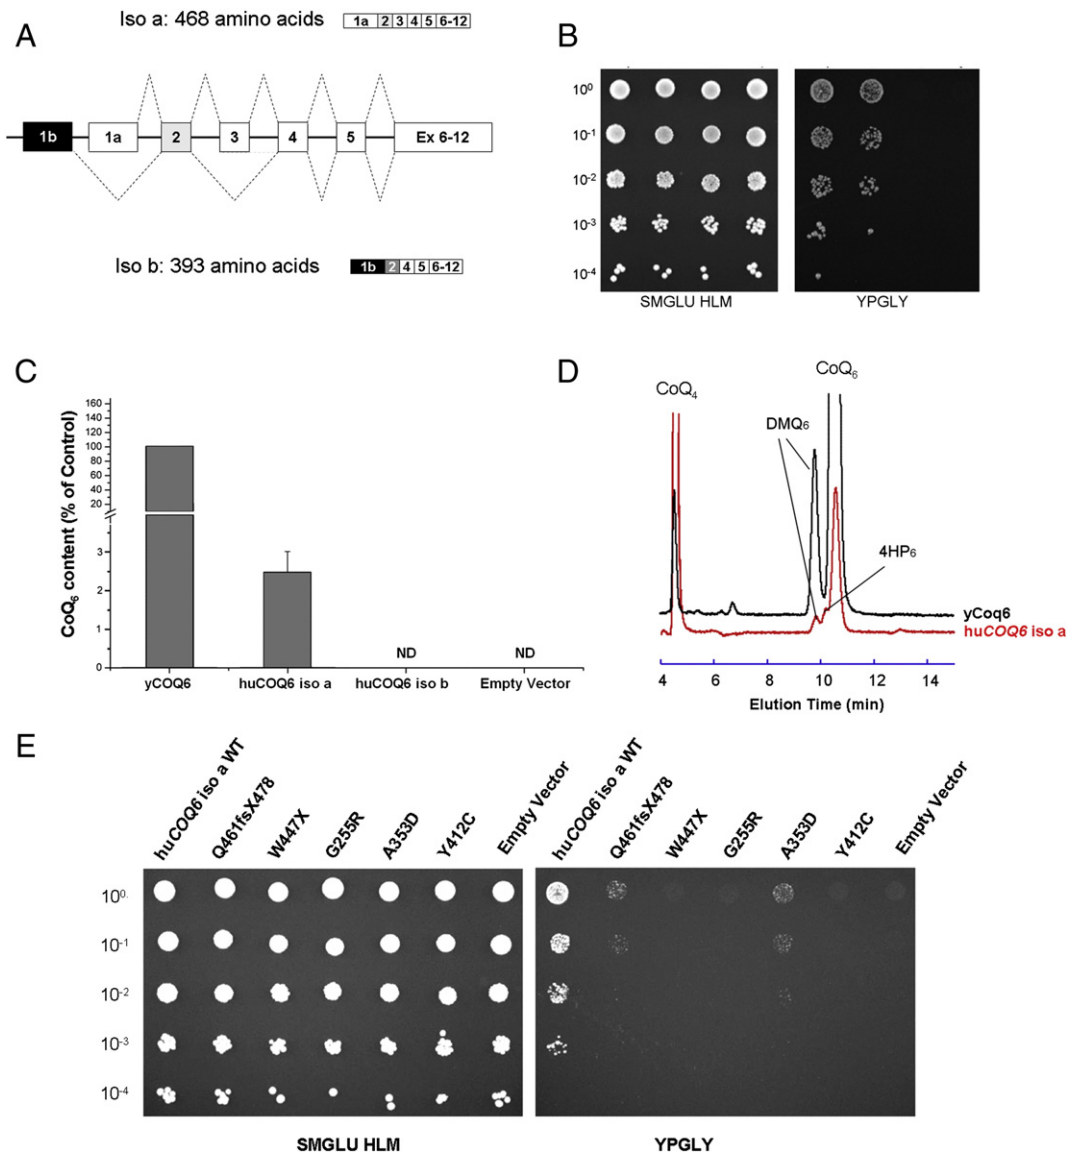 A
Iso a: 468 amino acids
1a 2 3 4 5 6-12
1b 1a 2 3 4 5 Ex 6-12
Iso b: 393 amino acids
1b 2 4 5 6-12
B
10⁰
10⁻¹
10⁻²
10⁻³
10⁻⁴
SMGLU HLM YPGLY
C
CoQ₆ content (% of Control)
160
140
120
100
80
60
40
20
3
2
1
0
ND ND
yCOQ6 huCOQ6 iso a huCOQ6 iso b Empty Vector
D
CoQ₄
CoQ₆
DMQ₆
4HP₆
yCoq6
huCOQ6 iso a
4 6 8 10 12 14
Elution Time (min)
E
huCOQ6 iso a WT
Q461fsX478
W447X
G255R
A353D
Y412C
Empty Vector
huCOQ6 iso a WT
Q461fsX478
W447X
G255R
A353D
Y412C
Empty Vector
10⁰
10⁻¹
10⁻²
10⁻³
10⁻⁴
SMGLU HLM YPGLY